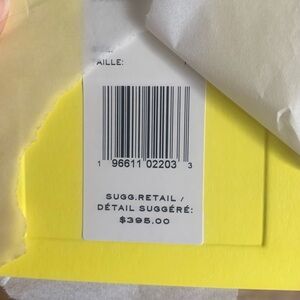 AILLE:
1 96611 02203 3
SUGG.RETAIL /
DÉTAIL SUGGÉRÉ:
$395.00